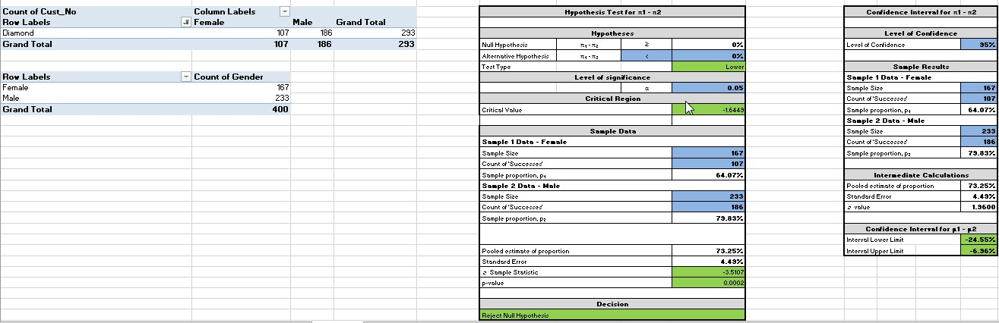 Count of Cust_No Column Labels
Row Labels Female Male Grand Total
Diamond 107 186 293
Grand Total 107 186 293
Row Labels Count of Gender
Female 167
Male 233
Grand Total 400
Hypothesis Test for π1 - π2
Hypotheses
Null Hypothesis π₁ - π₂ ≥ 0%
Alternative Hypothesis π₁ - π₂ < 0%
Test Type Lower
Level of significance
α 0.05
Critical Region
Critical Value -1.6449
Sample Data
Sample 1 Data - Female
Sample Size 167
Count of 'Successes' 107
Sample proportion, p₁ 64.07%
Sample 2 Data - Male
Sample Size 233
Count of 'Successes' 186
Sample proportion, p₂ 79.83%
Pooled estimate of proportion 73.25%
Standard Error 4.49%
z Sample Statistic -3.5107
p-value 0.0002
Decision
Reject Null Hypothesis
Confidence Interval for π1 - π2
Level of Confidence
Level of Confidence 95%
Sample Results
Sample 1 Data - Female
Sample Size 167
Count of 'Successes' 107
Sample proportion, p₁ 64.07%
Sample 2 Data - Male
Sample Size 233
Count of 'Successes' 186
Sample proportion, p₂ 79.83%
Intermediate Calculations
Pooled estimate of proportion 73.25%
Standard Error 4.49%
z value 1.9600
Confidence Interval for μ1 - μ2
Interval Lower Limit -24.55%
Interval Upper Limit -6.96%